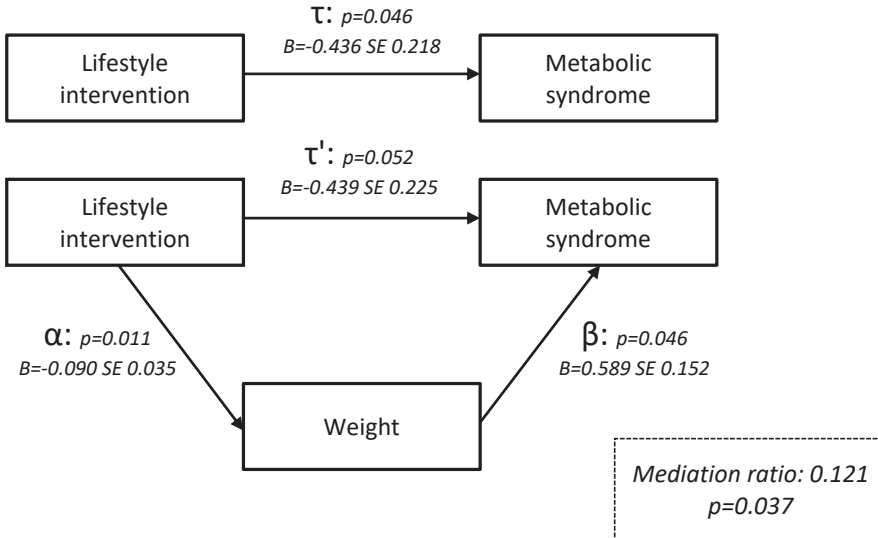 τ: p=0.046
B=-0.436 SE 0.218
Lifestyle
intervention
Metabolic
syndrome
τ': p=0.052
B=-0.439 SE 0.225
Lifestyle
intervention
Metabolic
syndrome
α: p=0.011
B=-0.090 SE 0.035
β: p=0.046
B=0.589 SE 0.152
Weight
Mediation ratio: 0.121
p=0.037